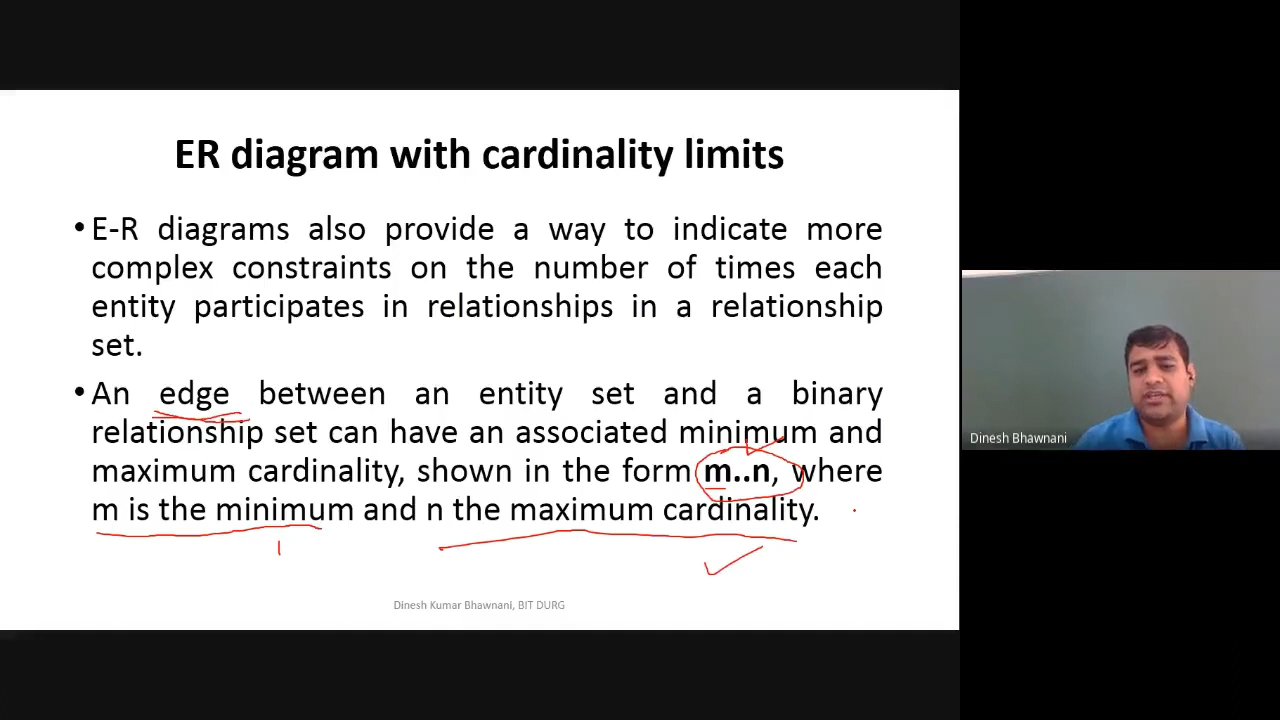 ER diagram with cardinality limits
• E-R diagrams also provide a way to indicate more
complex constraints on the number of times each
entity participates in relationships in a relationship
set.
• An edge between an entity set and a binary
relationship set can have an associated minimum and
maximum cardinality, shown in the form m..n, where
m is the minimum and n the maximum cardinality.
Dinesh Kumar Bhawnani, BIT DURG
Dinesh Bhawnani